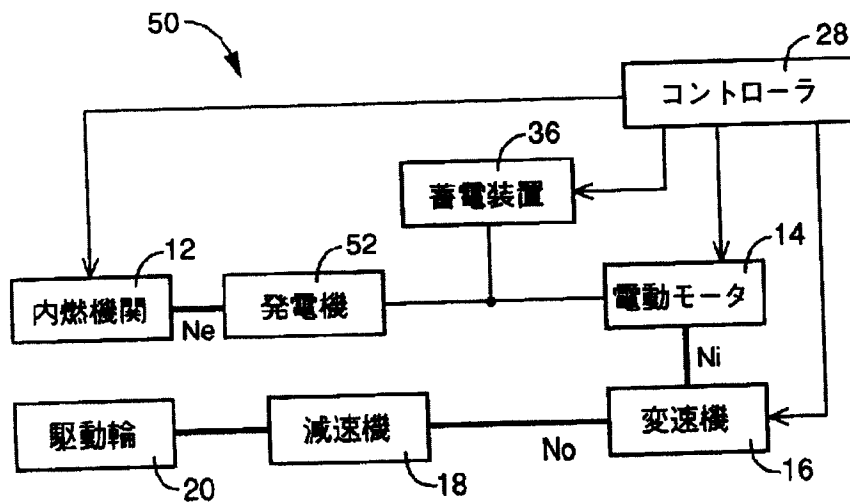 50
28
コントローラ
36
蓄電装置
12
52
14
内燃機関
Ne
発電機
電動モータ
Ni
駆動輪
減速機
No
変速機
20
18
16